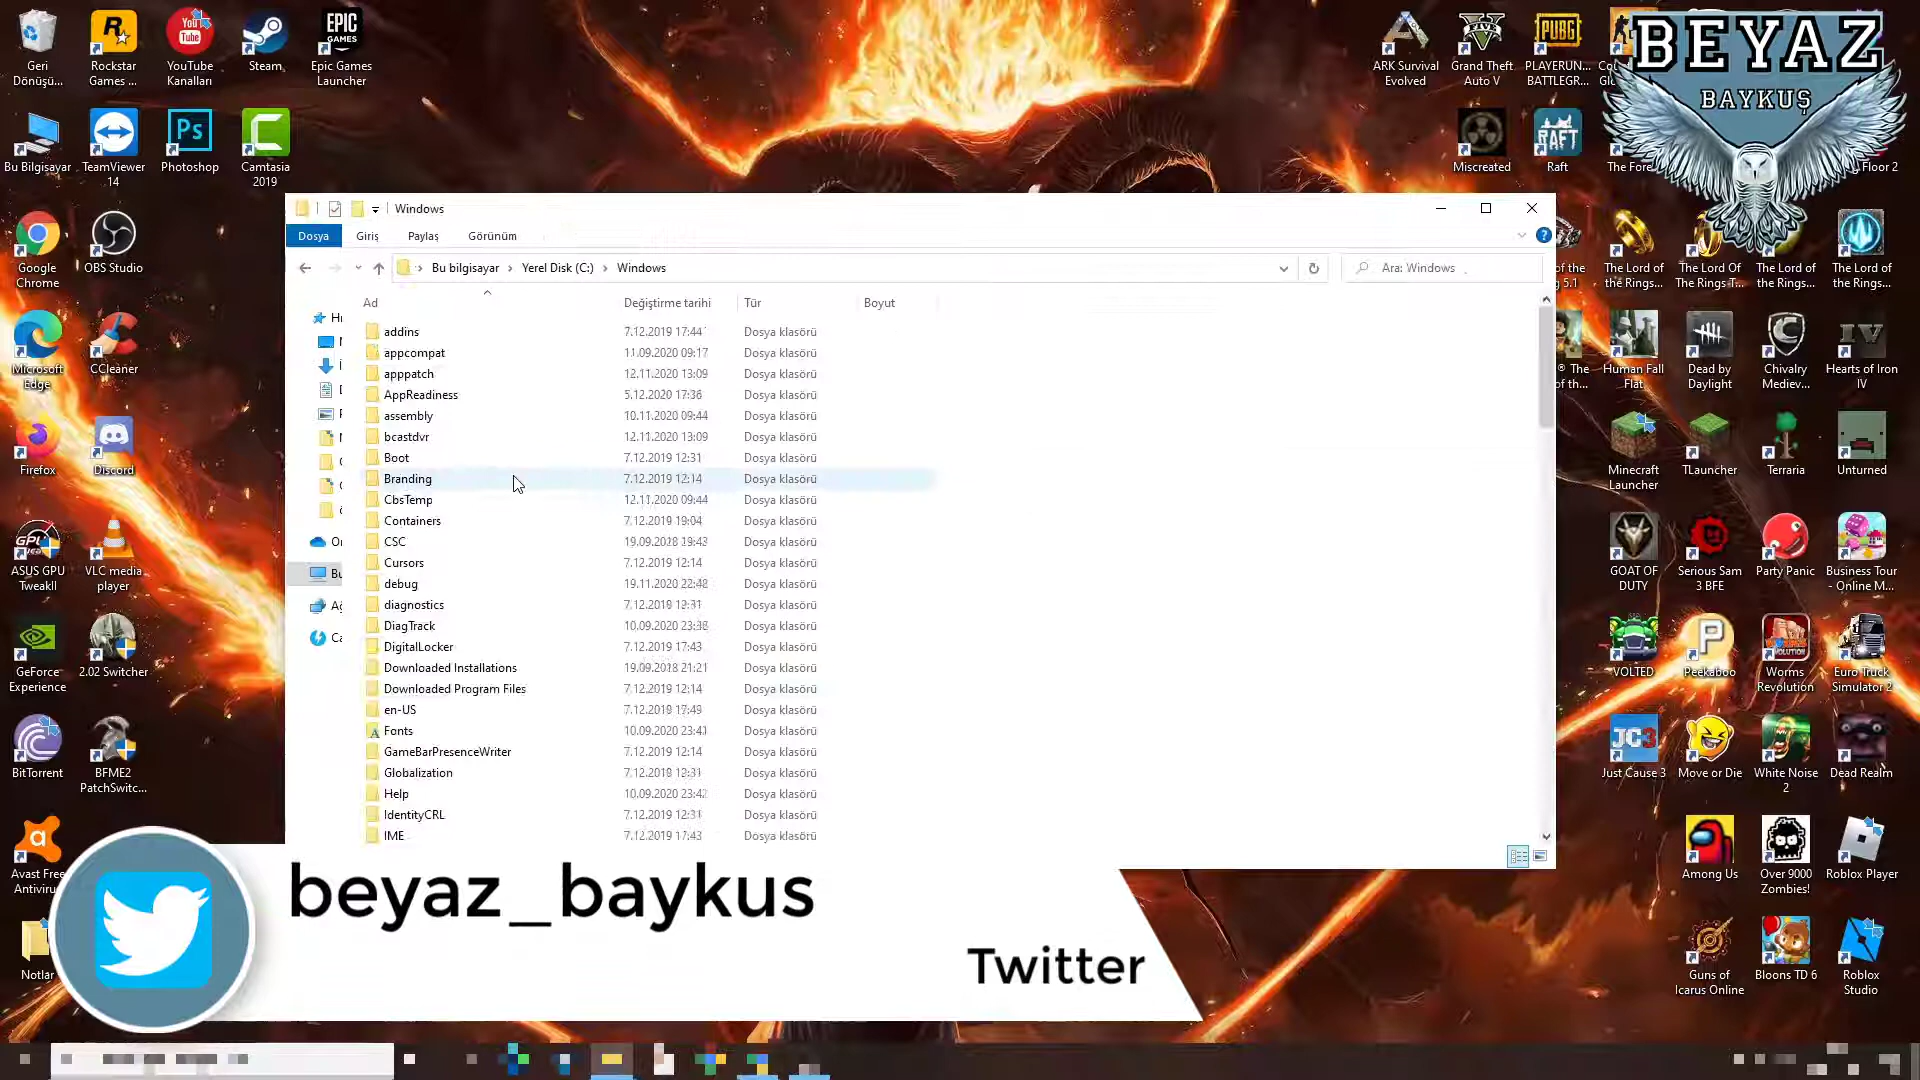 Geri
Dönüşü...
Rockstar
Games ...
YouTube
Kanalları
Steam
EPIC
GAMES
Epic Games
Launcher
Bu Bilgisayar
TeamViewer
14
Ps
Photoshop
Camtasia
2019
Google
Chrome
OBS Studio
Microsoft
Edge
CCleaner
Firefox
Discord
ASUS GPU
TweakII
VLC media
player
GeForce
Experience
2.02 Switcher
BitTorrent
BFME2
PatchSwitc...
Avast Free
Notlar
Windows
Dosya
Giriş
Paylaş
Görünüm
Bu bilgisayar
Yerel Disk (C:)
Windows
Ara: Windows
Ad
Değiştirme tarihi
Tür
Boyut
addins 7.12.2019 17:44 Dosya klasörü
appcompat 11.09.2020 09:17 Dosya klasörü
apppatch 12.11.2020 13:09 Dosya klasörü
AppReadiness 5.12.2020 17:36 Dosya klasörü
assembly 10.11.2020 09:44 Dosya klasörü
bcastdvr 12.11.2020 13:09 Dosya klasörü
Boot 7.12.2019 12:31 Dosya klasörü
Branding 7.12.2019 12:14 Dosya klasörü
CbsTemp 12.11.2020 09:44 Dosya klasörü
Containers 7.12.2019 19:04 Dosya klasörü
CSC Dosya klasörü
Cursors 7.12.2019 12:14 Dosya klasörü
debug 19.11.2020 22:48 Dosya klasörü
diagnostics 7.12.2019 12:31 Dosya klasörü
DiagTrack 10.09.2020 23:38 Dosya klasörü
DigitalLocker 7.12.2019 17:43 Dosya klasörü
Downloaded Installations 19.09.2018 21:21 Dosya klasörü
Downloaded Program Files 7.12.2019 12:14 Dosya klasörü
en-US 7.12.2019 17:49 Dosya klasörü
Fonts 10.09.2020 23:41 Dosya klasörü
GameBarPresenceWriter 7.12.2019 12:14 Dosya klasörü
Globalization 7.12.2019 12:31 Dosya klasörü
Help 10.09.2020 23:42 Dosya klasörü
IdentityCRL 7.12.2019 12:31 Dosya klasörü
IME 7.12.2019 17:43 Dosya klasörü
BEYAZ
BAYKUŞ
ARK Survival
Evolved
Grand Theft
Auto V
PUBG
PLAYERUN...
BATTLEGR...
Miscreated
RAFT
Raft
Floor 2
The Lord of
the Rings...
The Lord Of
The Rings T...
The Lord of
the Rings...
The Lord of
the Rings...
Human Fall
Flat
Dead by
Daylight
Chivalry
Mediev...
IV
Hearts of Iron
IV
Minecraft
Launcher
TLauncher
Terraria
Unturned
GOAT OF
DUTY
Serious Sam
3 BFE
Party Panic
Business Tour
- Online M...
VOLTED
Peekaboo
Worms
Revolution
Euro Truck
Simulator 2
JC3
Just Cause 3
Move or Die
White Noise
2
Dead Realm
Among Us
Over 9000
Zombies!
Roblox Player
Guns of
Icarus Online
Bloons TD 6
Roblox
Studio
beyaz_baykus
Twitter